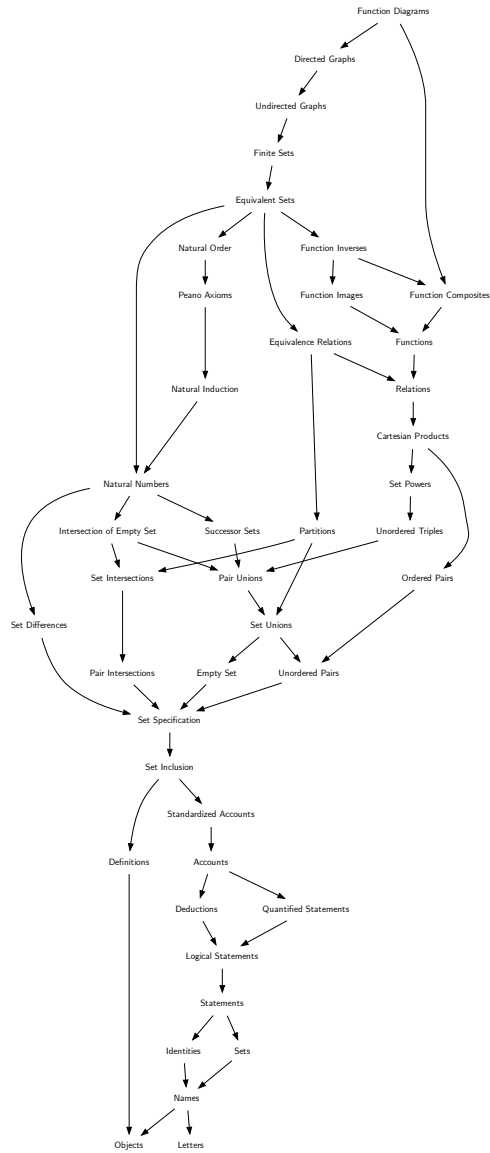 Function Diagrams
Directed Graphs
Undirected Graphs
Finite Sets
Equivalent Sets
Natural Order
Function Inverses
Peano Axioms
Function Images
Function Composites
Equivalence Relations
Functions
Natural Induction
Relations
Cartesian Products
Natural Numbers
Set Powers
Intersection of Empty Set
Successor Sets
Partitions
Unordered Triples
Set Intersections
Pair Unions
Ordered Pairs
Set Differences
Set Unions
Pair Intersections
Empty Set
Unordered Pairs
Set Specification
Set Inclusion
Standardized Accounts
Definitions
Accounts
Deductions
Quantified Statements
Logical Statements
Statements
Identities
Sets
Names
Objects
Letters